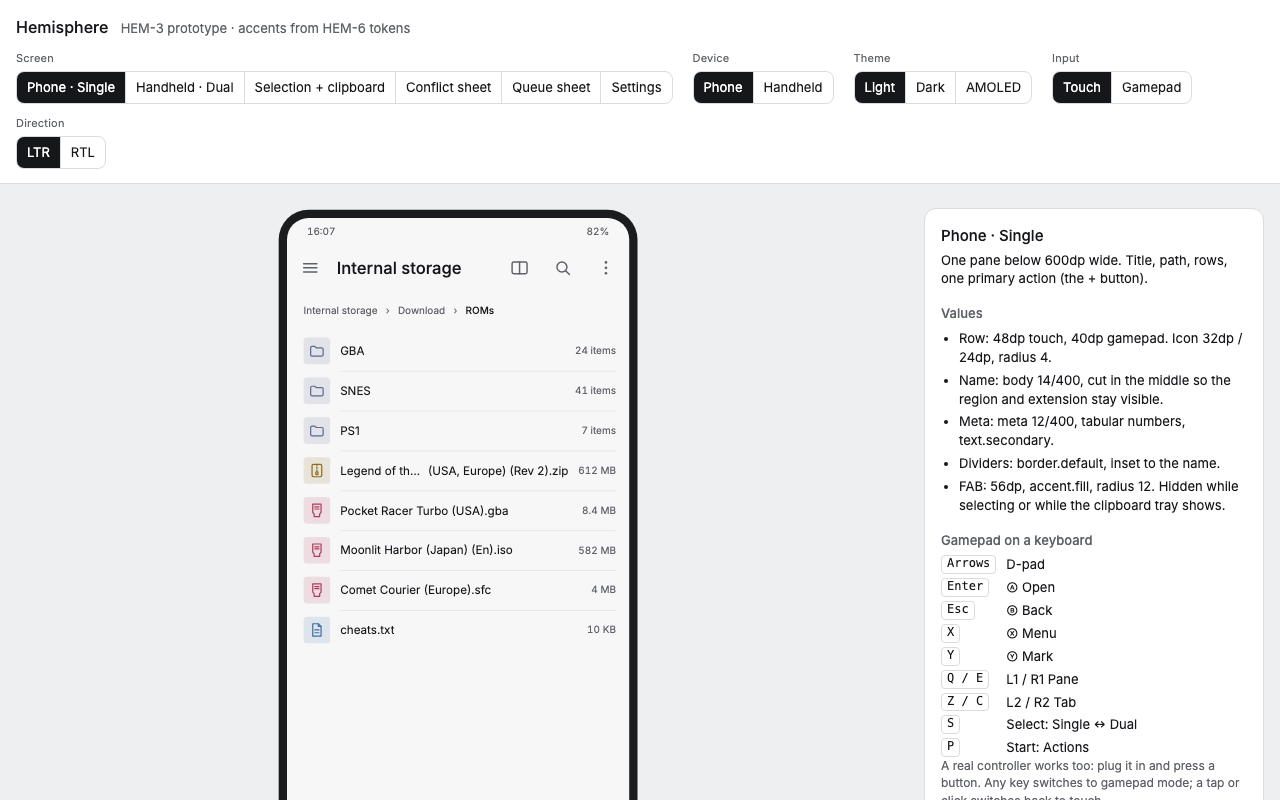 Hemisphere HEM-3 prototype · accents from HEM-6 tokens
Screen
Phone · Single Handheld · Dual Selection + clipboard Conflict sheet Queue sheet Settings
Device
Phone Handheld
Theme
Light Dark AMOLED
Input
Touch Gamepad
Direction
LTR RTL
16:07 82%
Internal storage
Internal storage › Download › ROMs
GBA 24 items
SNES 41 items
PS1 7 items
Legend of th… (USA, Europe) (Rev 2).zip 612 MB
Pocket Racer Turbo (USA).gba 8.4 MB
Moonlit Harbor (Japan) (En).iso 582 MB
Comet Courier (Europe).sfc 4 MB
cheats.txt 10 KB
Phone · Single
One pane below 600dp wide. Title, path, rows,
one primary action (the + button).
Values
• Row: 48dp touch, 40dp gamepad. Icon 32dp /
24dp, radius 4.
• Name: body 14/400, cut in the middle so the
region and extension stay visible.
• Meta: meta 12/400, tabular numbers,
text.secondary.
• Dividers: border.default, inset to the name.
• FAB: 56dp, accent.fill, radius 12. Hidden while
selecting or while the clipboard tray shows.
Gamepad on a keyboard
Arrows D-pad
Enter Ⓐ Open
Esc Ⓑ Back
X Ⓧ Menu
Y Ⓨ Mark
Q / E L1 / R1 Pane
Z / C L2 / R2 Tab
S Select: Single ↔ Dual
P Start: Actions
A real controller works too: plug it in and press a
button. Any key switches to gamepad mode; a tap or
click switches back to touch.